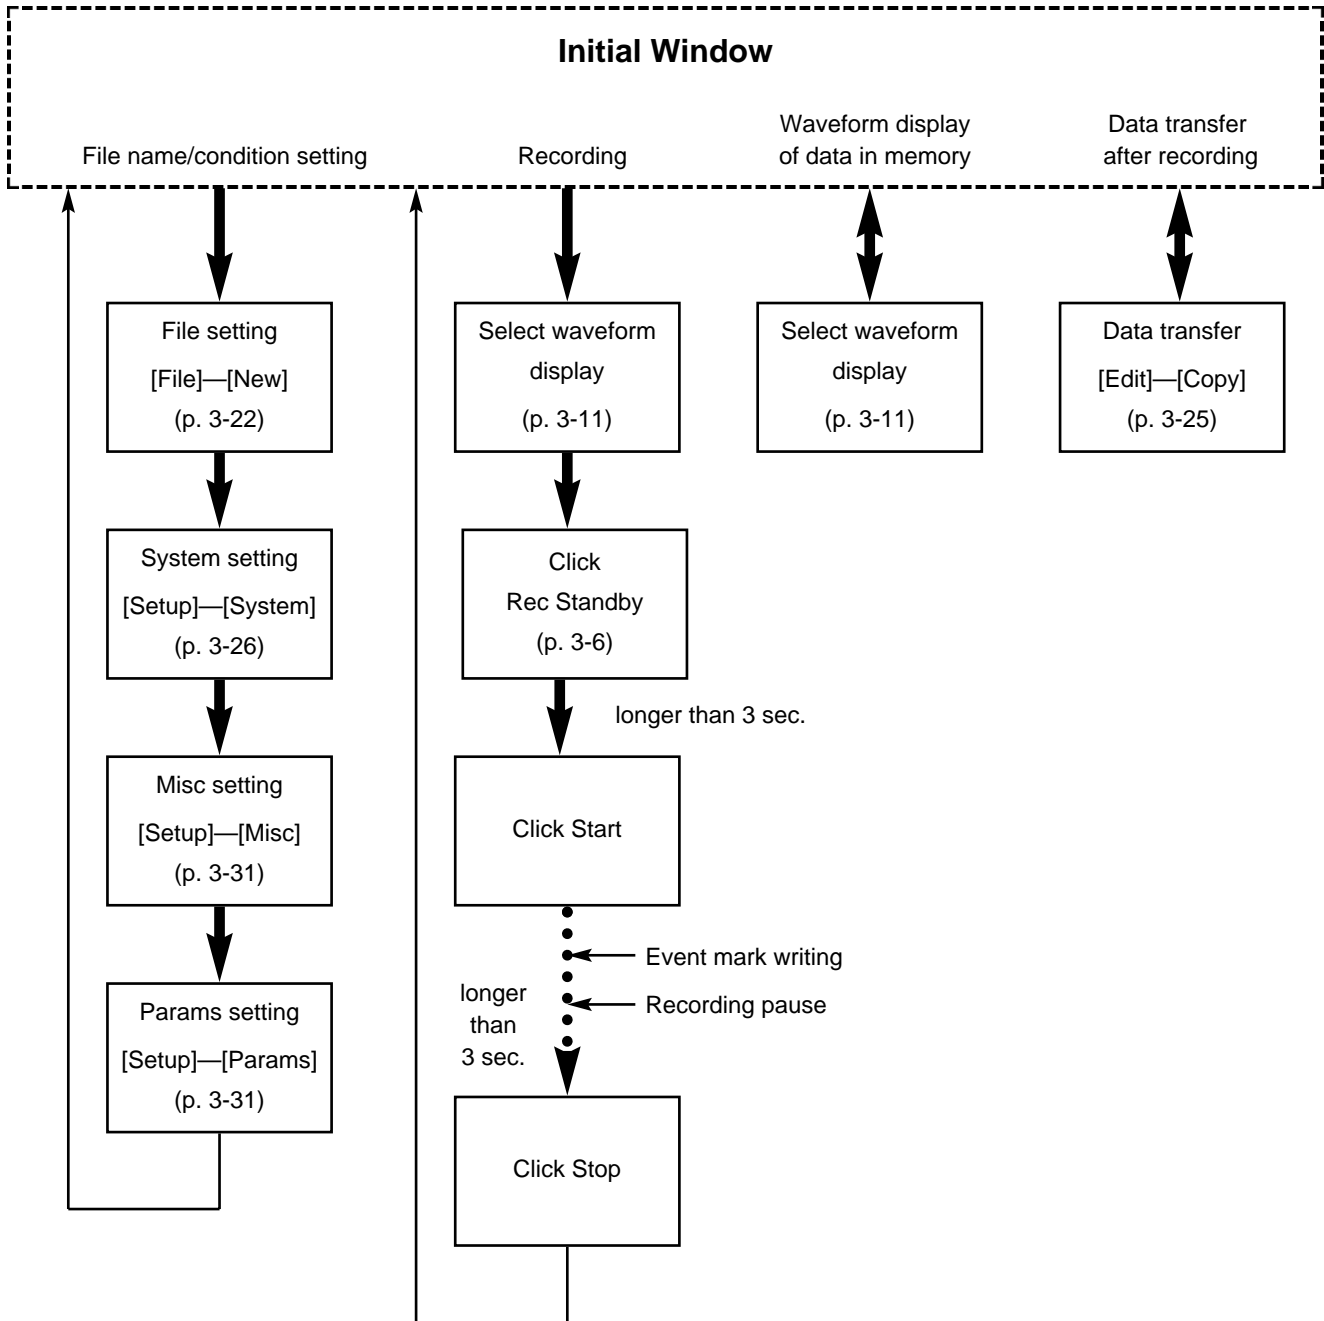 Initial Window
File name/condition setting
Recording
Waveform display
of data in memory
Data transfer
after recording
File setting
[File]—[New]
(p. 3-22)
System setting
[Setup]—[System]
(p. 3-26)
Misc setting
[Setup]—[Misc]
(p. 3-31)
Params setting
[Setup]—[Params]
(p. 3-31)
Select waveform
display
(p. 3-11)
Click
Rec Standby
(p. 3-6)
longer than 3 sec.
Click Start
Event mark writing
Recording pause
longer
than
3 sec.
Click Stop
Select waveform
display
(p. 3-11)
Data transfer
[Edit]—[Copy]
(p. 3-25)